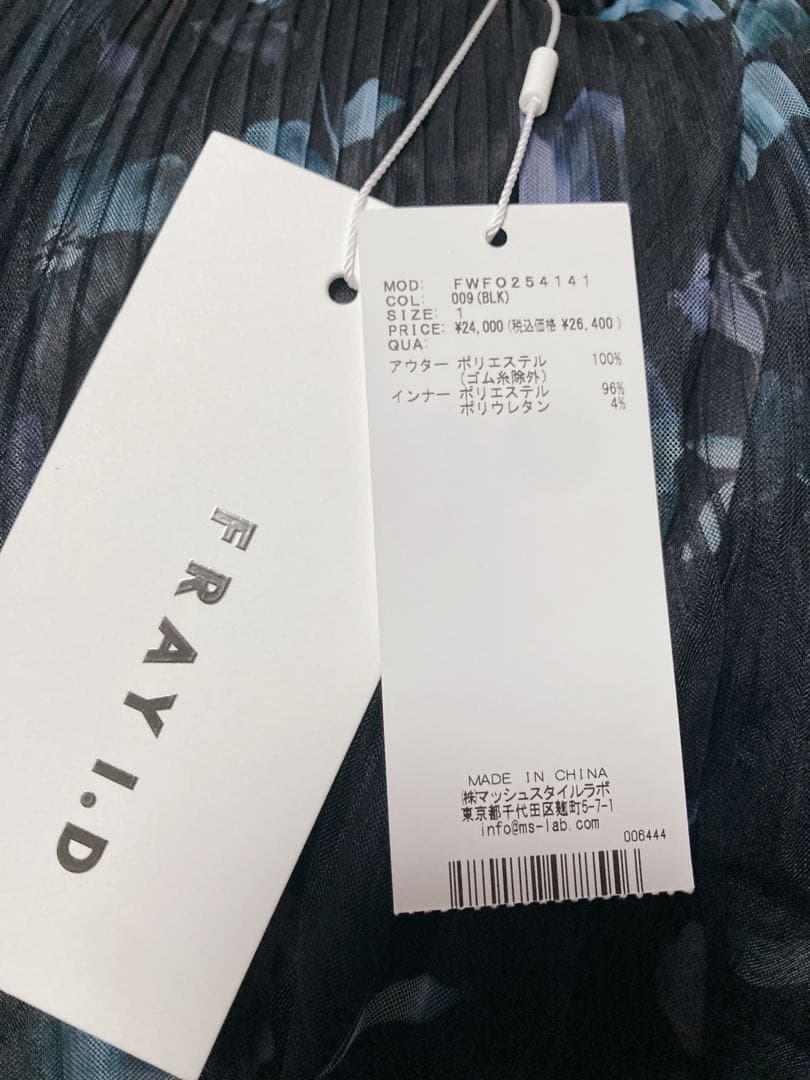 FRAY I.D
MOD: FWFO254141
COL: 009(BLK)
SIZE: 1
PRICE: ¥24,000(税込価格 ¥26,400)
QUA:
アウター ポリエステル 100%
(ゴム糸除外)
インナー ポリエステル 96%
ポリウレタン 4%
MADE IN CHINA
㈱マッシュスタイルラボ
東京都千代田区麹町5-7-1
info@ms-lab.com
006444